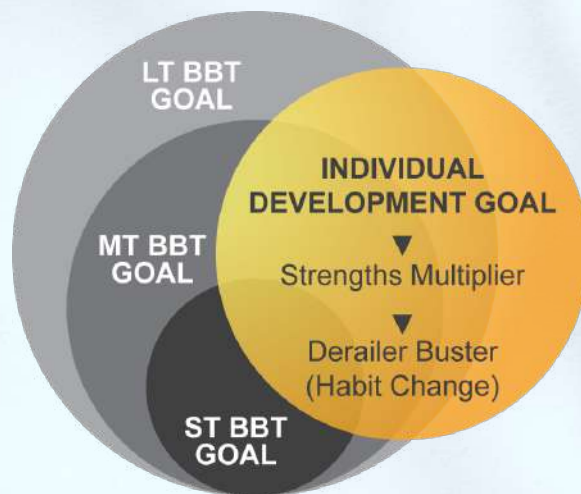 LT BBT
GOAL
INDIVIDUAL
DEVELOPMENT GOAL
▼
Strengths Multiplier
▼
Derailer Buster
(Habit Change)
MT BBT
GOAL
ST BBT
GOAL